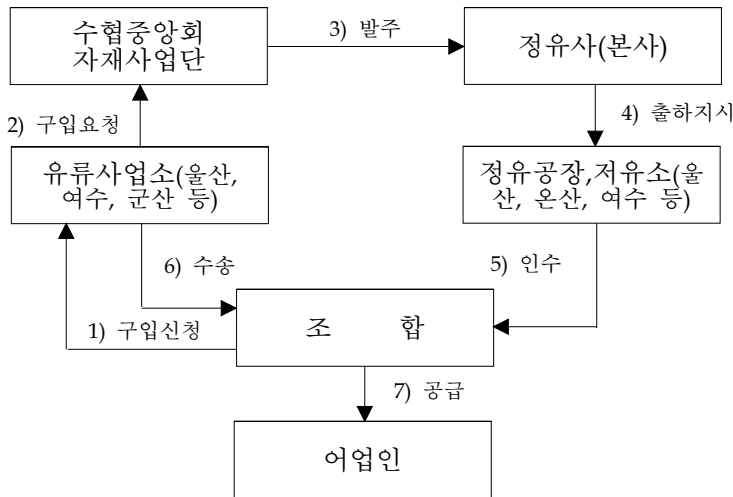 수협중앙회
자재사업단
3) 발주
정유사(본사)
2) 구입요청
4) 출하지시
유류사업소(울산,
여수, 군산 등)
정유공장,저유소(울
산, 온산, 여수 등)
6) 수송
5) 인수
1) 구입신청
조 합
7) 공급
어업인